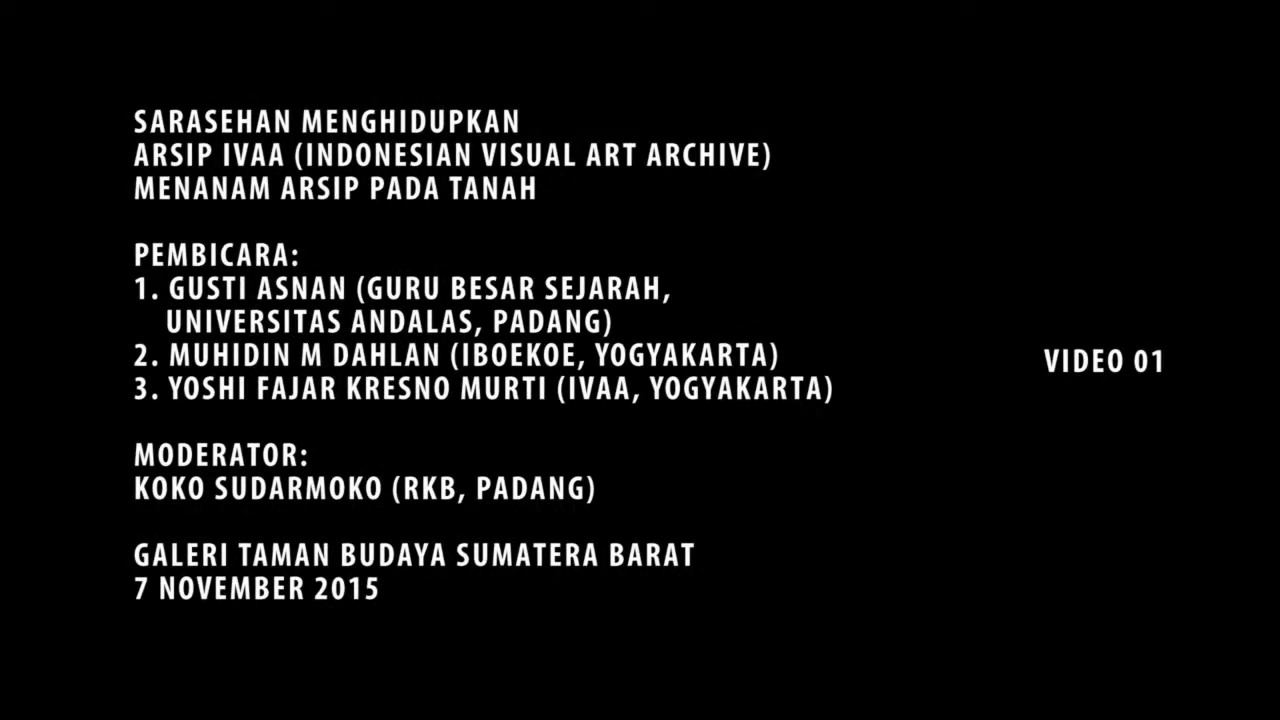 SARASEHAN MENGHIDUPKAN
ARSIP IVAA (INDONESIAN VISUAL ART ARCHIVE)
MENANAM ARSIP PADA TANAH
PEMBICARA:
1. GUSTI ASNAN (GURU BESAR SEJARAH,
UNIVERSITAS ANDALAS, PADANG)
2. MUHIDIN M DAHLAN (IBOEKOE, YOGYAKARTA)
3. YOSHI FAJAR KRESNO MURTI (IVAA, YOGYAKARTA)
MODERATOR:
KOKO SUDARMOKO (RKB, PADANG)
GALERI TAMAN BUDAYA SUMATERA BARAT
7 NOVEMBER 2015
VIDEO 01